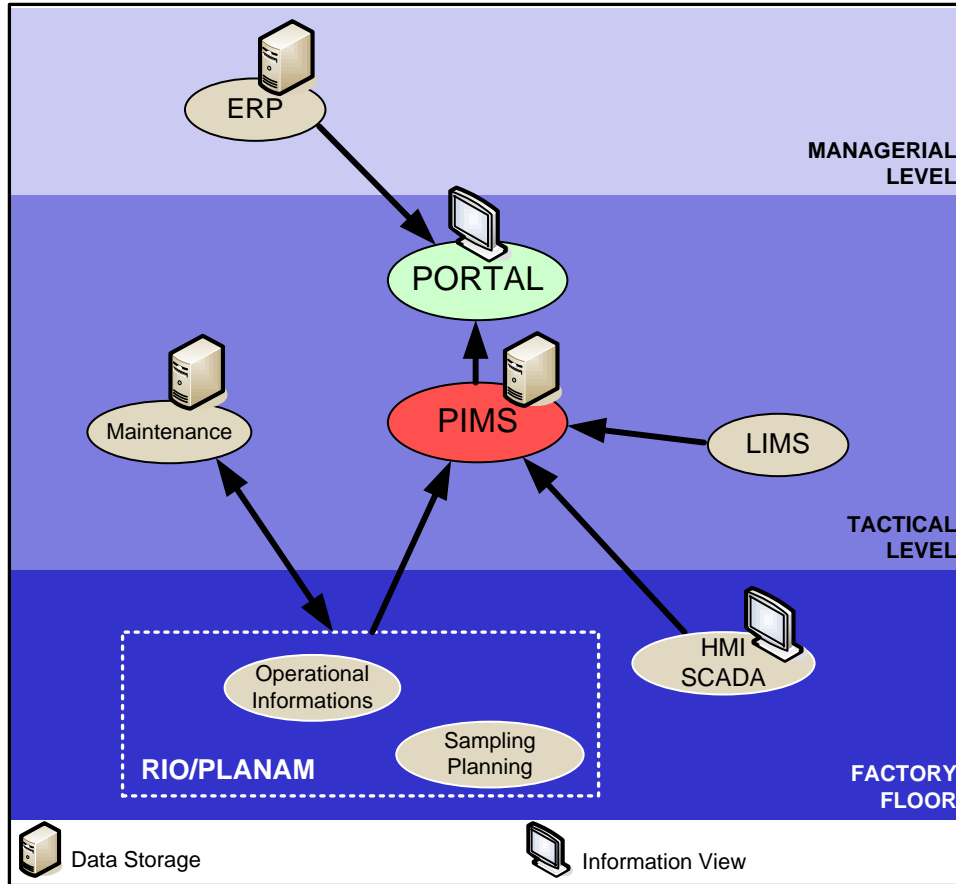 ERP
MANAGERIAL
LEVEL
PORTAL
PIMS
Maintenance
LIMS
TACTICAL
LEVEL
HMI
SCADA
Operational
Informations
Sampling
Planning
RIO/PLANAM
FACTORY
FLOOR
Data Storage
Information View